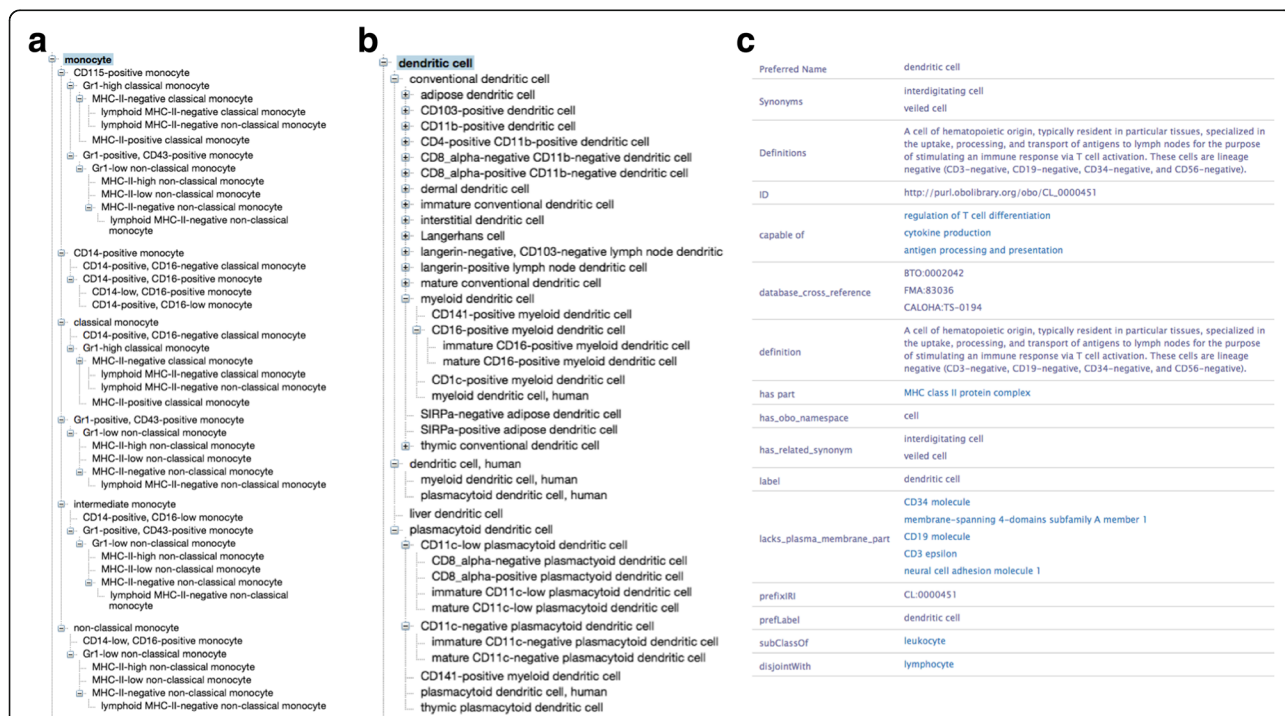 a
monocyte
CD115-positive monocyte
Gr1-high classical monocyte
MHC-II-negative classical monocyte
lymphoid MHC-II-negative classical monocyte
lymphoid MHC-II-negative non-classical monocyte
MHC-II-positive classical monocyte
Gr1-positive, CD43-positive monocyte
Gr1-low non-classical monocyte
MHC-II-high non-classical monocyte
MHC-II-low non-classical monocyte
MHC-II-negative non-classical monocyte
lymphoid MHC-II-negative non-classical
monocyte
CD14-positive monocyte
CD14-positive, CD16-negative classical monocyte
CD14-positive, CD16-positive monocyte
CD14-low, CD16-positive monocyte
CD14-positive, CD16-low monocyte
classical monocyte
CD14-positive, CD16-negative classical monocyte
Gr1-high classical monocyte
MHC-II-negative classical monocyte
lymphoid MHC-II-negative classical monocyte
lymphoid MHC-II-negative non-classical monocyte
MHC-II-positive classical monocyte
Gr1-positive, CD43-positive monocyte
Gr1-low non-classical monocyte
MHC-II-high non-classical monocyte
MHC-II-low non-classical monocyte
MHC-II-negative non-classical monocyte
lymphoid MHC-II-negative non-classical monocyte
intermediate monocyte
CD14-positive, CD16-low monocyte
Gr1-positive, CD43-positive monocyte
Gr1-low non-classical monocyte
MHC-II-high non-classical monocyte
MHC-II-low non-classical monocyte
MHC-II-negative non-classical monocyte
lymphoid MHC-II-negative non-classical
monocyte
non-classical monocyte
CD14-low, CD16-positive monocyte
Gr1-low non-classical monocyte
MHC-II-high non-classical monocyte
MHC-II-low non-classical monocyte
MHC-II-negative non-classical monocyte
lymphoid MHC-II-negative non-classical monocyte
b
dendritic cell
conventional dendritic cell
adipose dendritic cell
CD103-positive dendritic cell
CD11b-positive dendritic cell
CD4-positive CD11b-positive dendritic cell
CD8_alpha-negative CD11b-negative dendritic cell
CD8_alpha-positive CD11b-negative dendritic cell
dermal dendritic cell
immature conventional dendritic cell
interstitial dendritic cell
Langerhans cell
langerin-negative, CD103-negative lymph node dendritic
langerin-positive lymph node dendritic cell
mature conventional dendritic cell
myeloid dendritic cell
CD141-positive myeloid dendritic cell
CD16-positive myeloid dendritic cell
immature CD16-positive myeloid dendritic cell
mature CD16-positive myeloid dendritic cell
CD1c-positive myeloid dendritic cell
myeloid dendritic cell, human
SIRPa-negative adipose dendritic cell
SIRPa-positive adipose dendritic cell
thymic conventional dendritic cell
dendritic cell, human
myeloid dendritic cell, human
plasmacytoid dendritic cell, human
liver dendritic cell
plasmacytoid dendritic cell
CD11c-low plasmacytoid dendritic cell
CD8_alpha-negative plasmactyoid dendritic cell
CD8_alpha-positive plasmactyoid dendritic cell
immature CD11c-low plasmacytoid dendritic cell
mature CD11c-low plasmacytoid dendritic cell
CD11c-negative plasmacytoid dendritic cell
immature CD11c-negative plasmacytoid dendritic cell
mature CD11c-negative plasmacytoid dendritic cell
CD141-positive myeloid dendritic cell
plasmacytoid dendritic cell, human
thymic plasmacytoid dendritic cell
c
Preferred Name dendritic cell
Synonyms interdigitating cell
veiled cell
Definitions A cell of hematopoietic origin, typically resident in particular tissues, specialized in
the uptake, processing, and transport of antigens to lymph nodes for the purpose
of stimulating an immune response via T cell activation. These cells are lineage
negative (CD3-negative, CD19-negative, CD34-negative, and CD56-negative).
ID http://purl.obolibrary.org/obo/CL_0000451
capable of regulation of T cell differentiation
cytokine production
antigen processing and presentation
database_cross_reference BTO:0002042
FMA:83036
CALOHA:TS-0194
definition A cell of hematopoietic origin, typically resident in particular tissues, specialized in
the uptake, processing, and transport of antigens to lymph nodes for the purpose
of stimulating an immune response via T cell activation. These cells are lineage
negative (CD3-negative, CD19-negative, CD34-negative, and CD56-negative).
has part MHC class II protein complex
has_obo_namespace cell
has_related_synonym interdigitating cell
veiled cell
label dendritic cell
lacks_plasma_membrane_part CD34 molecule
membrane-spanning 4-domains subfamily A member 1
CD19 molecule
CD3 epsilon
neural cell adhesion molecule 1
prefixIRI CL:0000451
prefLabel dendritic cell
subClassOf leukocyte
disjointWith lymphocyte